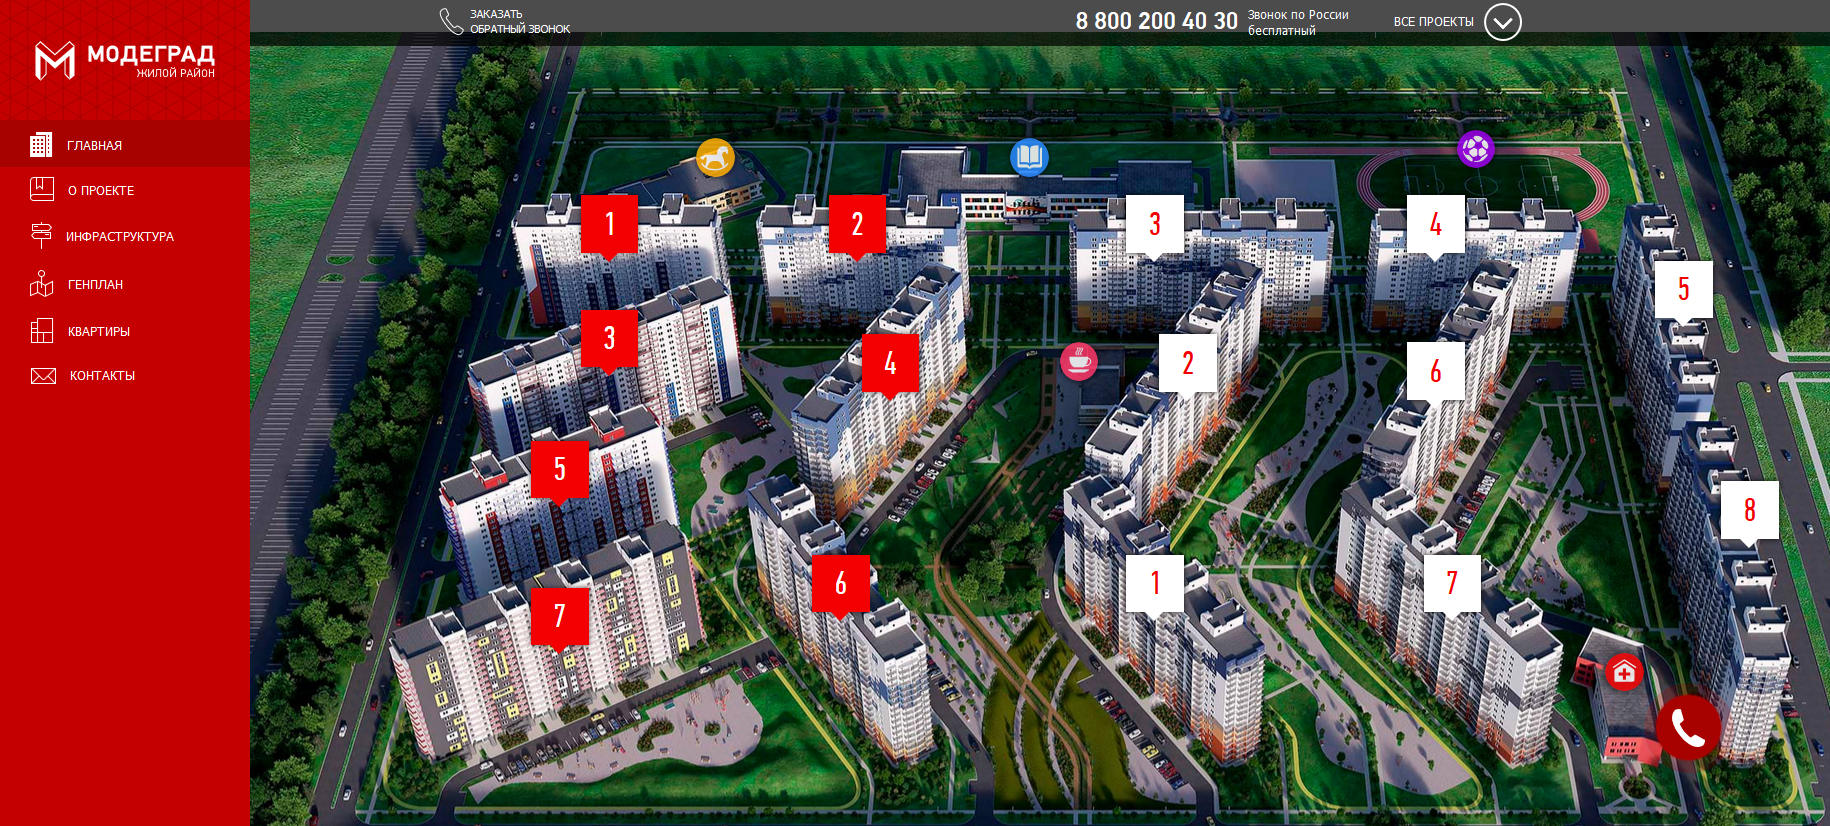 МОДЕГРАД
ЖИЛОЙ РАЙОН
ГЛАВНАЯ
О ПРОЕКТЕ
ИНФРАСТРУКТУРА
ГЕНПЛАН
КВАРТИРЫ
КОНТАКТЫ
ЗАКАЗАТЬ
ОБРАТНЫЙ ЗВОНОК
8 800 200 40 30
Звонок по России
бесплатный
ВСЕ ПРОЕКТЫ
1
2
3
4
5
3
4
2
6
5
8
7
6
1
7